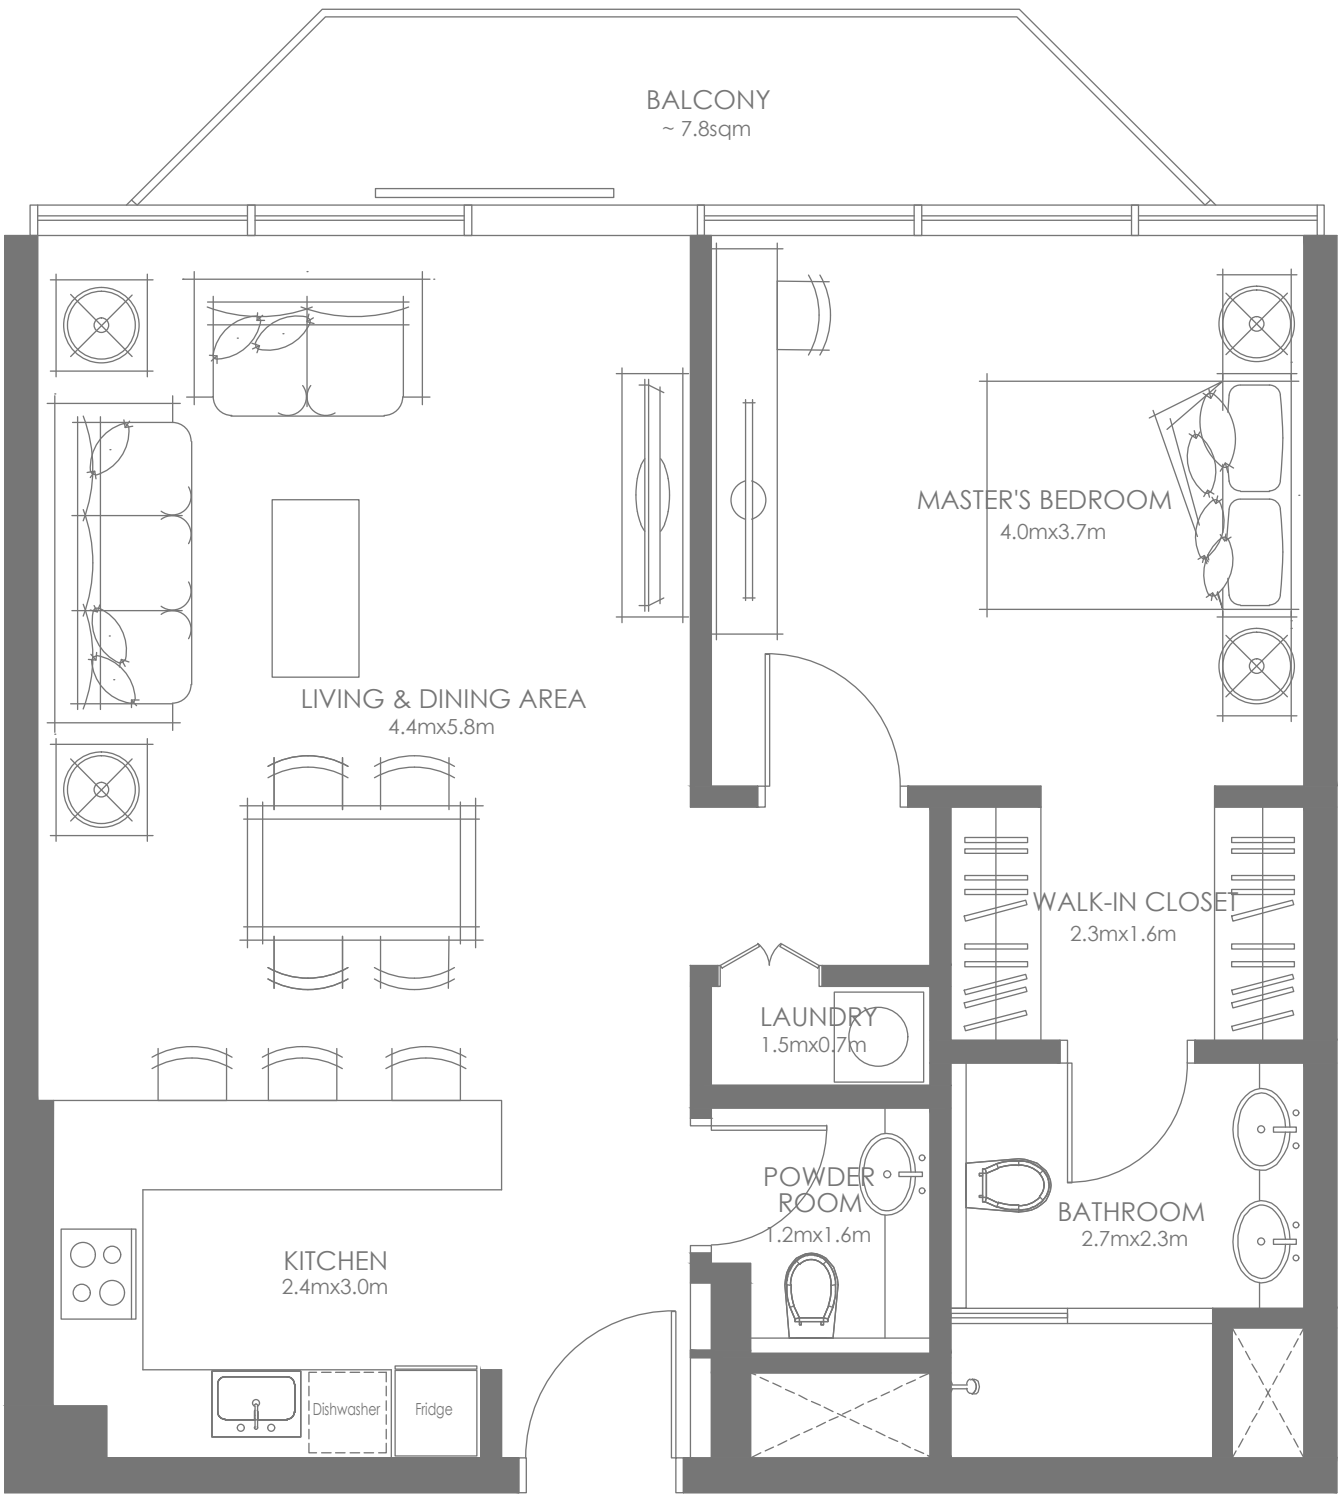 BALCONY
~ 7.8sqm
MASTER'S BEDROOM
4.0mx3.7m
LIVING & DINING AREA
4.4mx5.8m
WALK-IN CLOSET
2.3mx1.6m
LAUNDRY
1.5mx0.7m
POWDER
ROOM
1.2mx1.6m
BATHROOM
2.7mx2.3m
KITCHEN
2.4mx3.0m
Dishwasher
Fridge